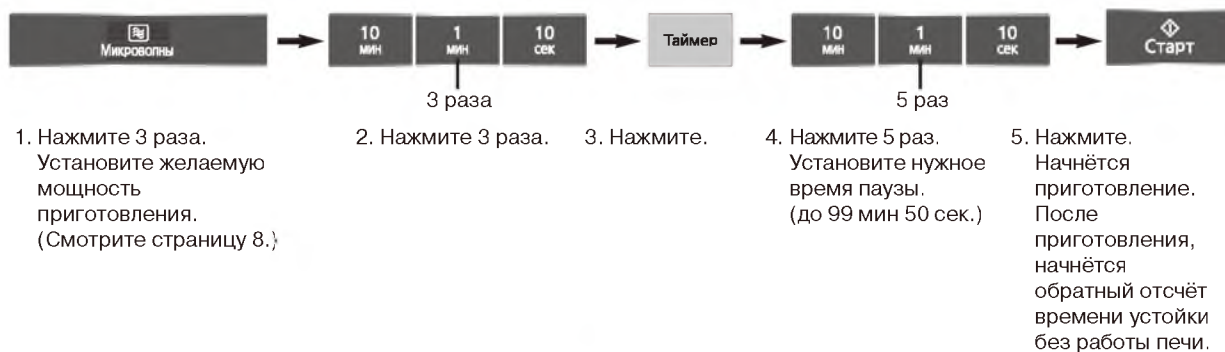 Микроволны
10 мин
1 мин
10 сек
Таймер
10 мин
1 мин
10 сек
Старт
3 раза
5 раз
1. Нажмите 3 раза.
Установите желаемую
мощность
приготовления.
(Смотрите страницу 8.)
2. Нажмите 3 раза.
3. Нажмите.
4. Нажмите 5 раз.
Установите нужное
время паузы.
(до 99 мин 50 сек.)
5. Нажмите.
Начнётся
приготовление.
После
приготовления,
начнётся
обратный отсчёт
времени устойки
без работы печи.